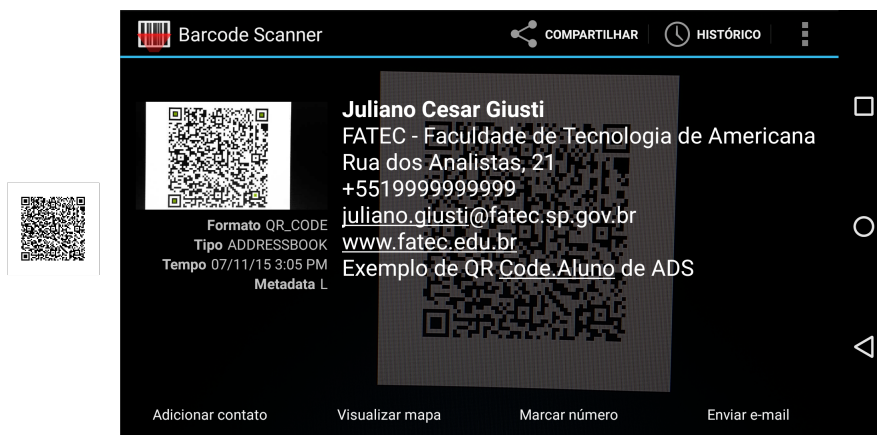 Barcode Scanner
COMPARTILHAR
HISTÓRICO
Juliano Cesar Giusti
FATEC - Faculdade de Tecnologia de Americana
Rua dos Analistas, 21
+5519999999999
juliano.giusti@fatec.sp.gov.br
www.fatec.edu.br
Exemplo de QR Code.Aluno de ADS
Formato QR_CODE
Tipo ADDRESSBOOK
Tempo 07/11/15 3:05 PM
Metadata L
Adicionar contato
Visualizar mapa
Marcar número
Enviar e-mail